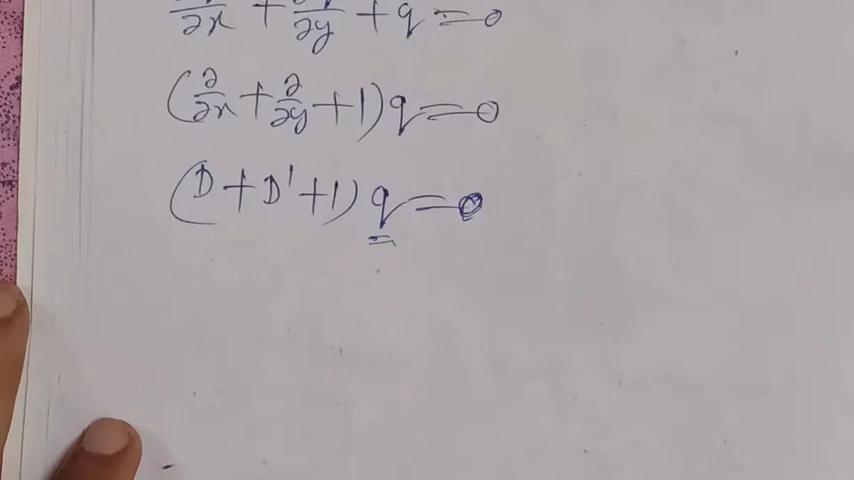 ∂x + ∂y + q = 0
(∂/∂x + ∂/∂y + 1) q = 0
(D + D' + 1) q = 0